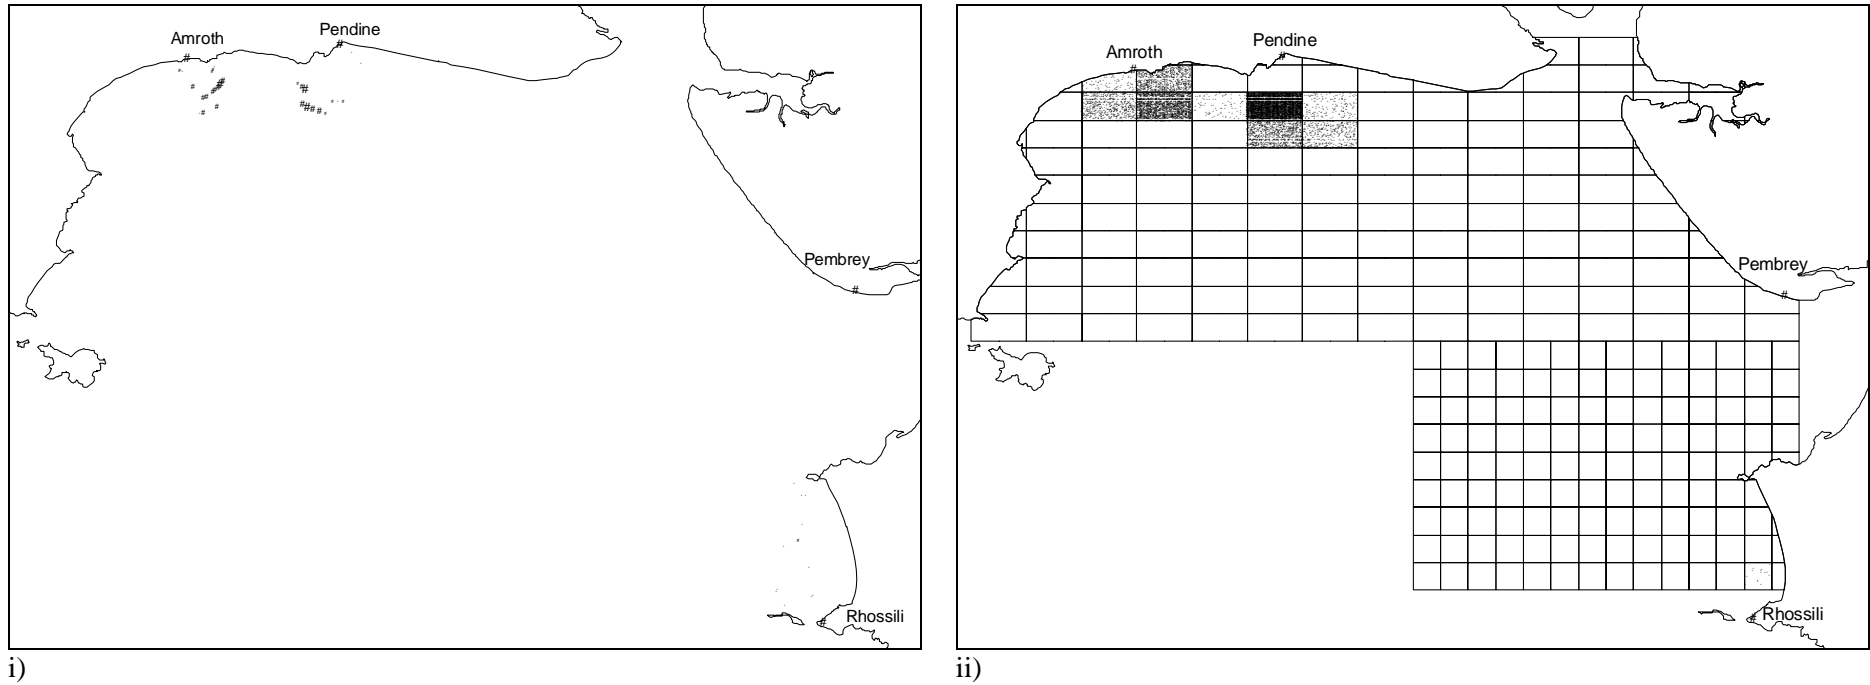 Amroth
Pendine
Pembrey
Rhossili
i)
Amroth
Pendine
Pembrey
Rhossili
ii)